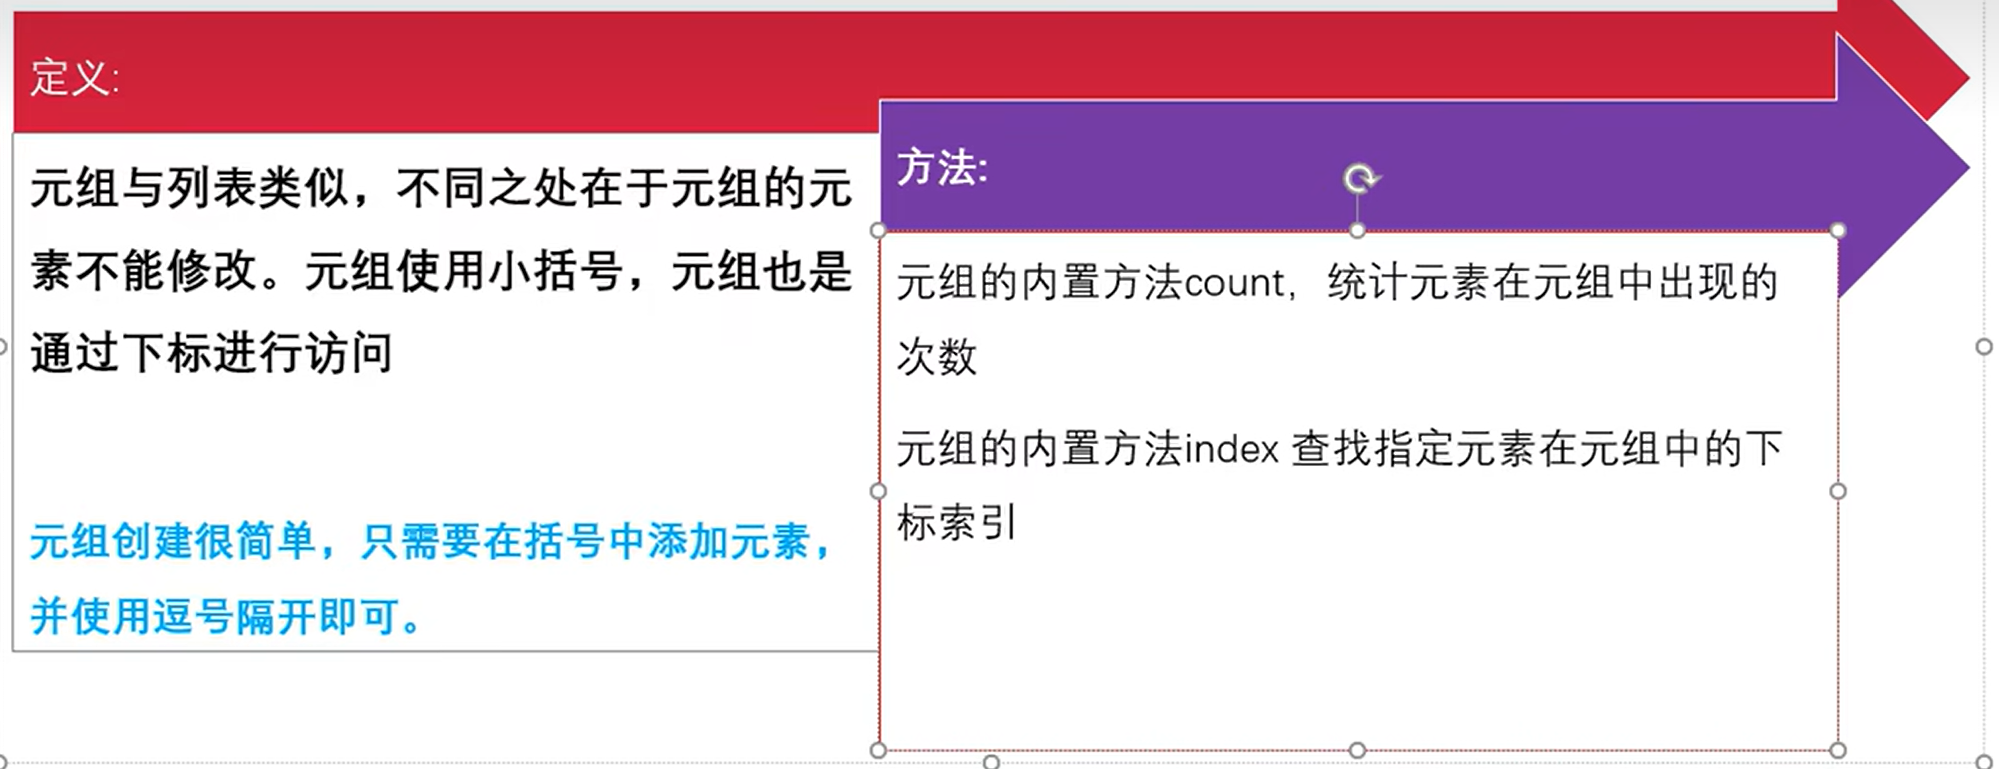 定义:
元组与列表类似，不同之处在于元组的元
素不能修改。元组使用小括号，元组也是
通过下标进行访问
元组创建很简单，只需要在括号中添加元素，
并使用逗号隔开即可。
方法:
元组的内置方法count，统计元素在元组中出现的
次数
元组的内置方法index 查找指定元素在元组中的下
标索引